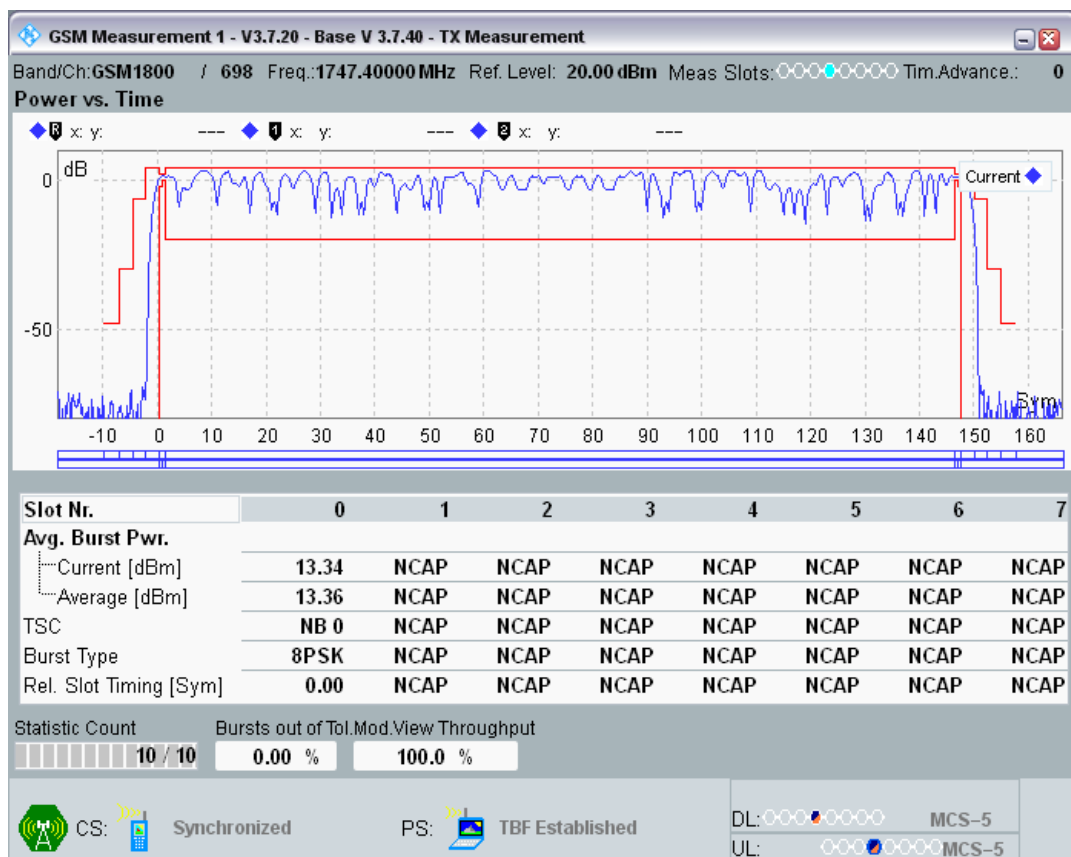 GSM Measurement 1 - V3.7.20 - Base V 3.7.40 - TX Measurement
Band/Ch:GSM1800 / 698 Freq.:1747.40000 MHz Ref. Level: 20.00 dBm Meas Slots: Tim.Advance.: 0
Power vs. Time
R x: y: --- 1 x: y: --- 2 x: y: ---
dB
0
Current
-50
Sym
-10 0 10 20 30 40 50 60 70 80 90 100 110 120 130 140 150 160
Slot Nr. 0 1 2 3 4 5 6 7
Avg. Burst Pwr.
Current [dBm] 13.34 NCAP NCAP NCAP NCAP NCAP NCAP NCAP
Average [dBm] 13.36 NCAP NCAP NCAP NCAP NCAP NCAP NCAP
TSC NB 0 NCAP NCAP NCAP NCAP NCAP NCAP NCAP
Burst Type 8PSK NCAP NCAP NCAP NCAP NCAP NCAP NCAP
Rel. Slot Timing [Sym] 0.00 NCAP NCAP NCAP NCAP NCAP NCAP NCAP
Statistic Count Bursts out of Tol.Mod.View Throughput
10 / 10 0.00 % 100.0 %
CS: Synchronized PS: TBF Established DL: MCS-5
UL: MCS-5